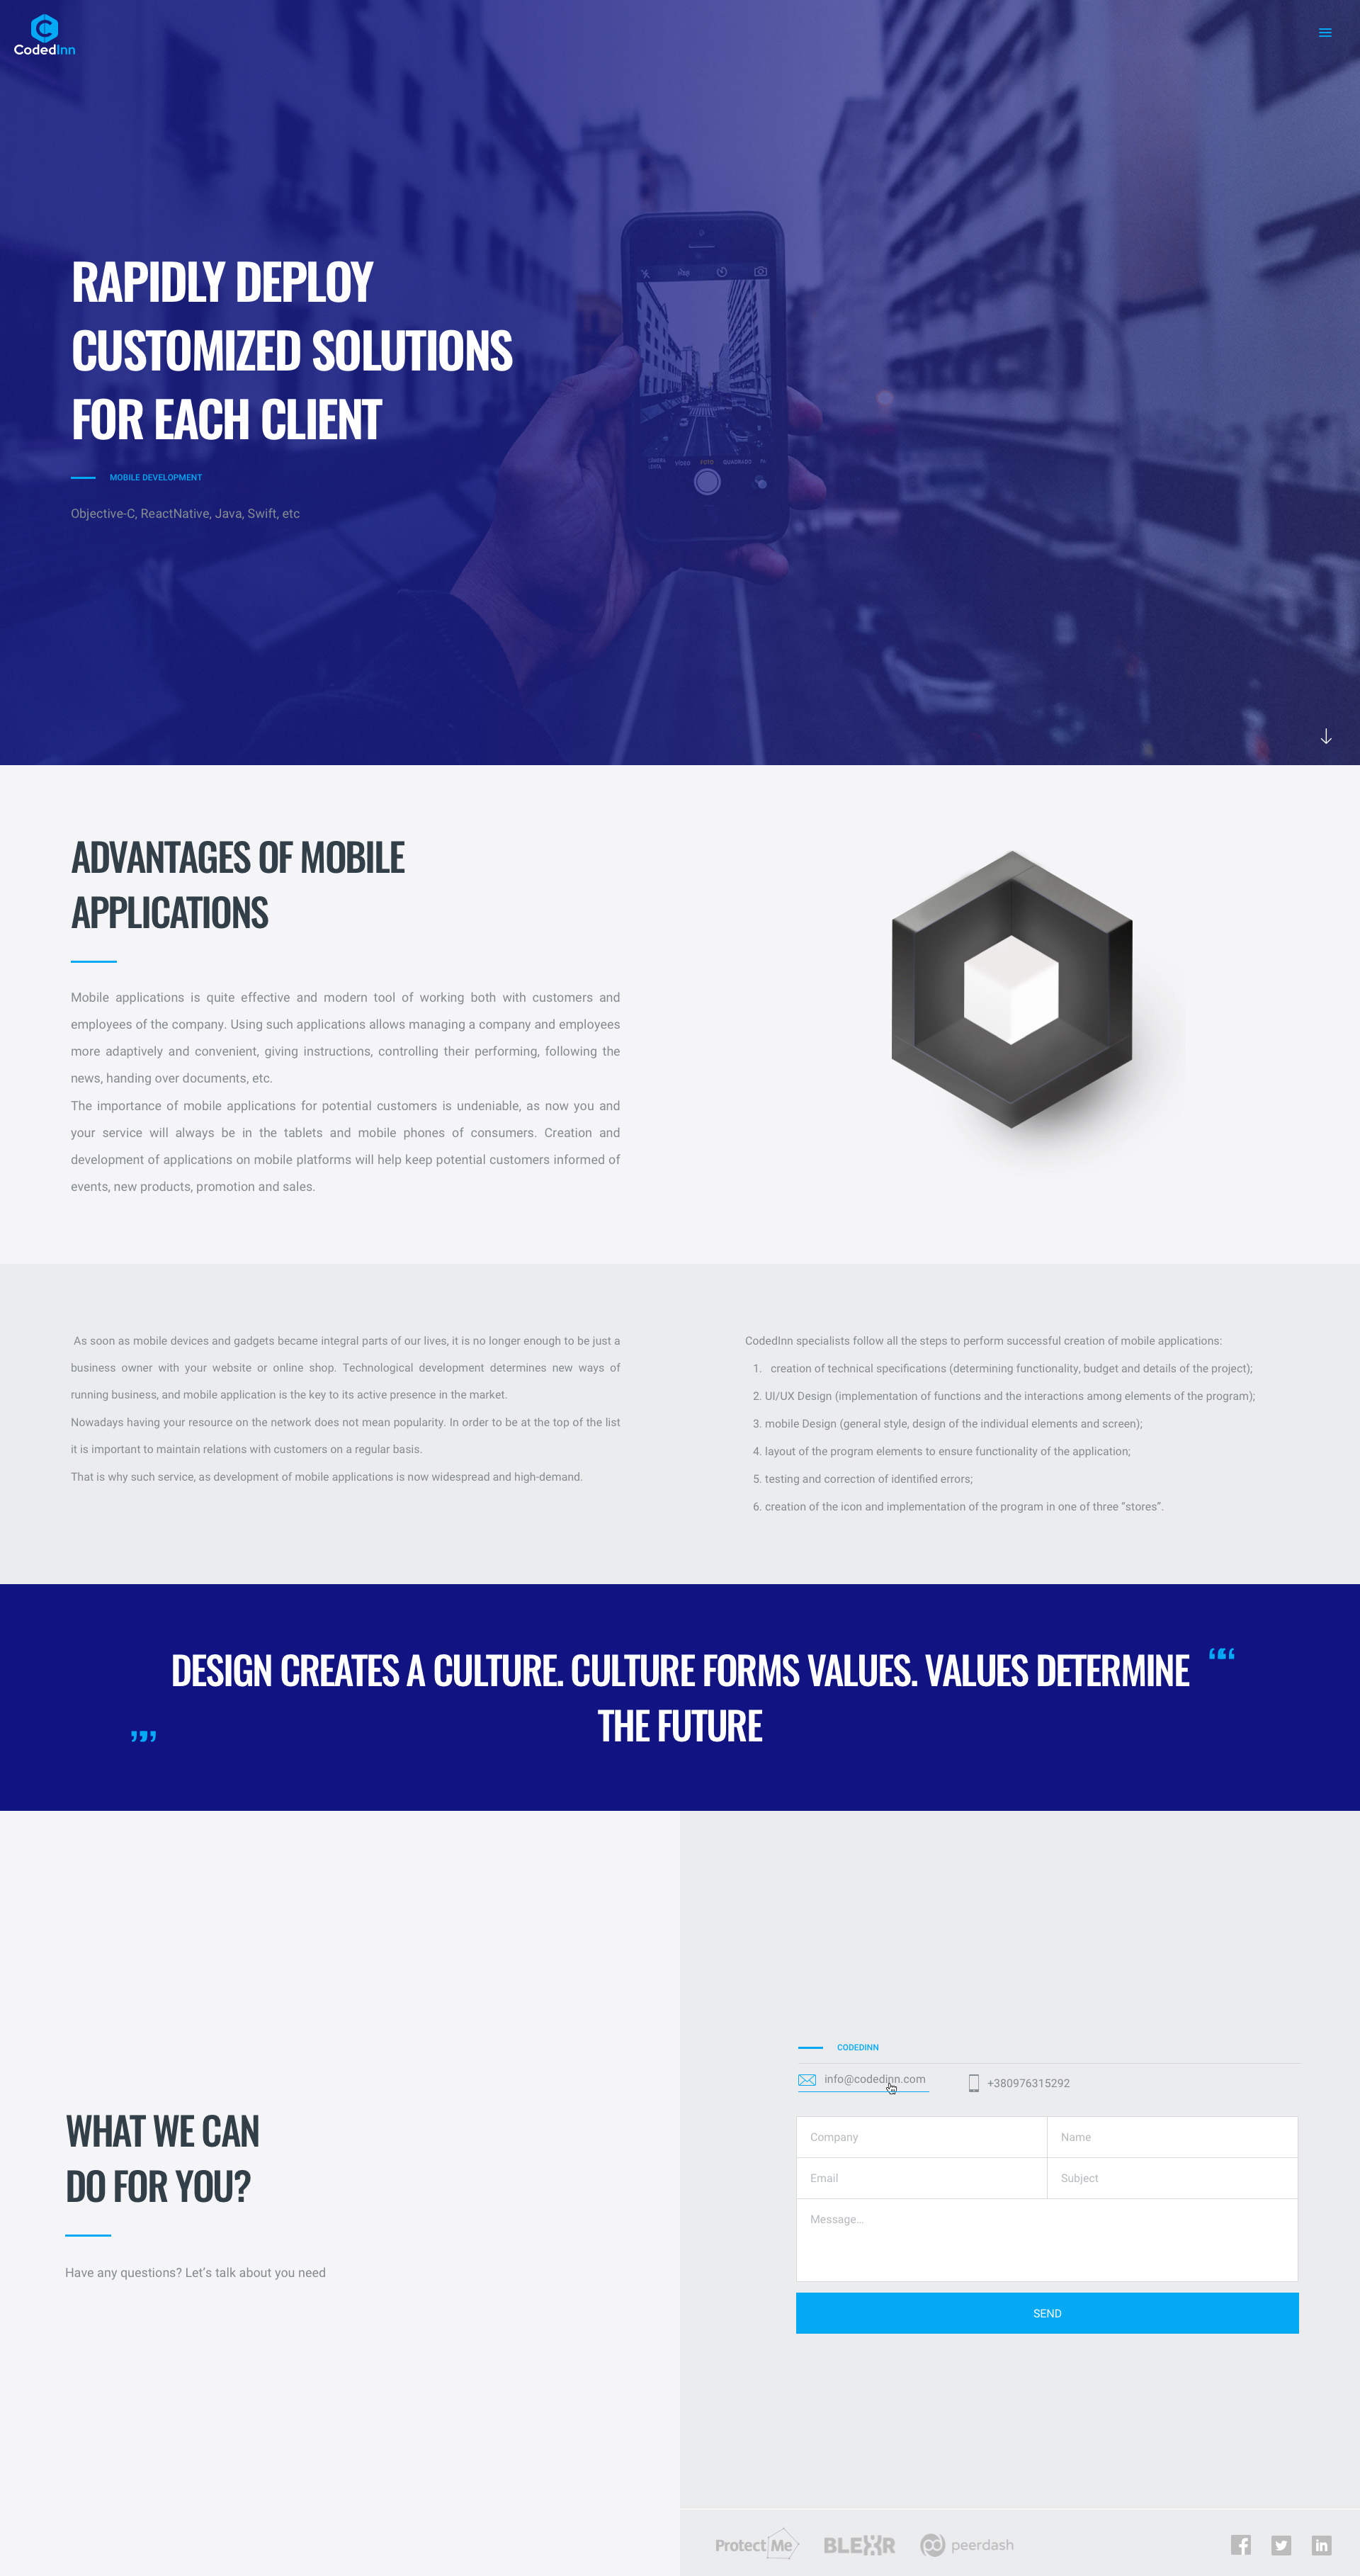 CodedInn
RAPIDLY DEPLOY
CUSTOMIZED SOLUTIONS
FOR EACH CLIENT
MOBILE DEVELOPMENT
Objective-C, ReactNative, Java, Swift, etc
VÍDEO FOTO QUADRADO
ADVANTAGES OF MOBILE
APPLICATIONS
Mobile applications is quite effective and modern tool of working both with customers and
employees of the company. Using such applications allows managing a company and employees
more adaptively and convenient, giving instructions, controlling their performing, following the
news, handing over documents, etc.
The importance of mobile applications for potential customers is undeniable, as now you and
your service will always be in the tablets and mobile phones of consumers. Creation and
development of applications on mobile platforms will help keep potential customers informed of
events, new products, promotion and sales.
As soon as mobile devices and gadgets became integral parts of our lives, it is no longer enough to be just a
business owner with your website or online shop. Technological development determines new ways of
running business, and mobile application is the key to its active presence in the market.
Nowadays having your resource on the network does not mean popularity. In order to be at the top of the list
it is important to maintain relations with customers on a regular basis.
That is why such service, as development of mobile applications is now widespread and high-demand.
CodedInn specialists follow all the steps to perform successful creation of mobile applications:
1. creation of technical specifications (determining functionality, budget and details of the project);
2. UI/UX Design (implementation of functions and the interactions among elements of the program);
3. mobile Design (general style, design of the individual elements and screen);
4. layout of the program elements to ensure functionality of the application;
5. testing and correction of identified errors;
6. creation of the icon and implementation of the program in one of three “stores”.
DESIGN CREATES A CULTURE. CULTURE FORMS VALUES. VALUES DETERMINE
THE FUTURE
WHAT WE CAN
DO FOR YOU?
Have any questions? Let’s talk about you need
CODEDINN
info@codedinn.com
+380976315292
Company
Name
Email
Subject
Message...
SEND
Protect Me
BLEXR
peerdash